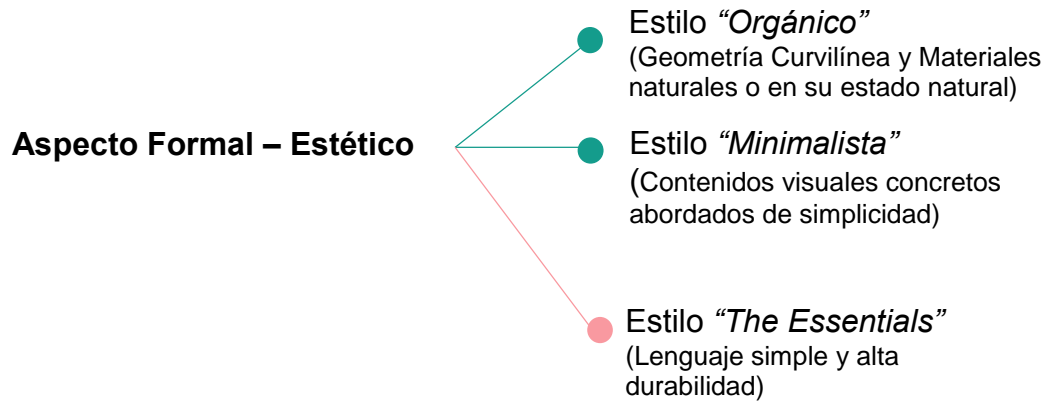 Estilo “Orgánico”
(Geometría Curvilínea y Materiales
naturales o en su estado natural)
Aspecto Formal – Estético
Estilo “Minimalista”
(Contenidos visuales concretos
abordados de simplicidad)
Estilo “The Essentials”
(Lenguaje simple y alta
durabilidad)